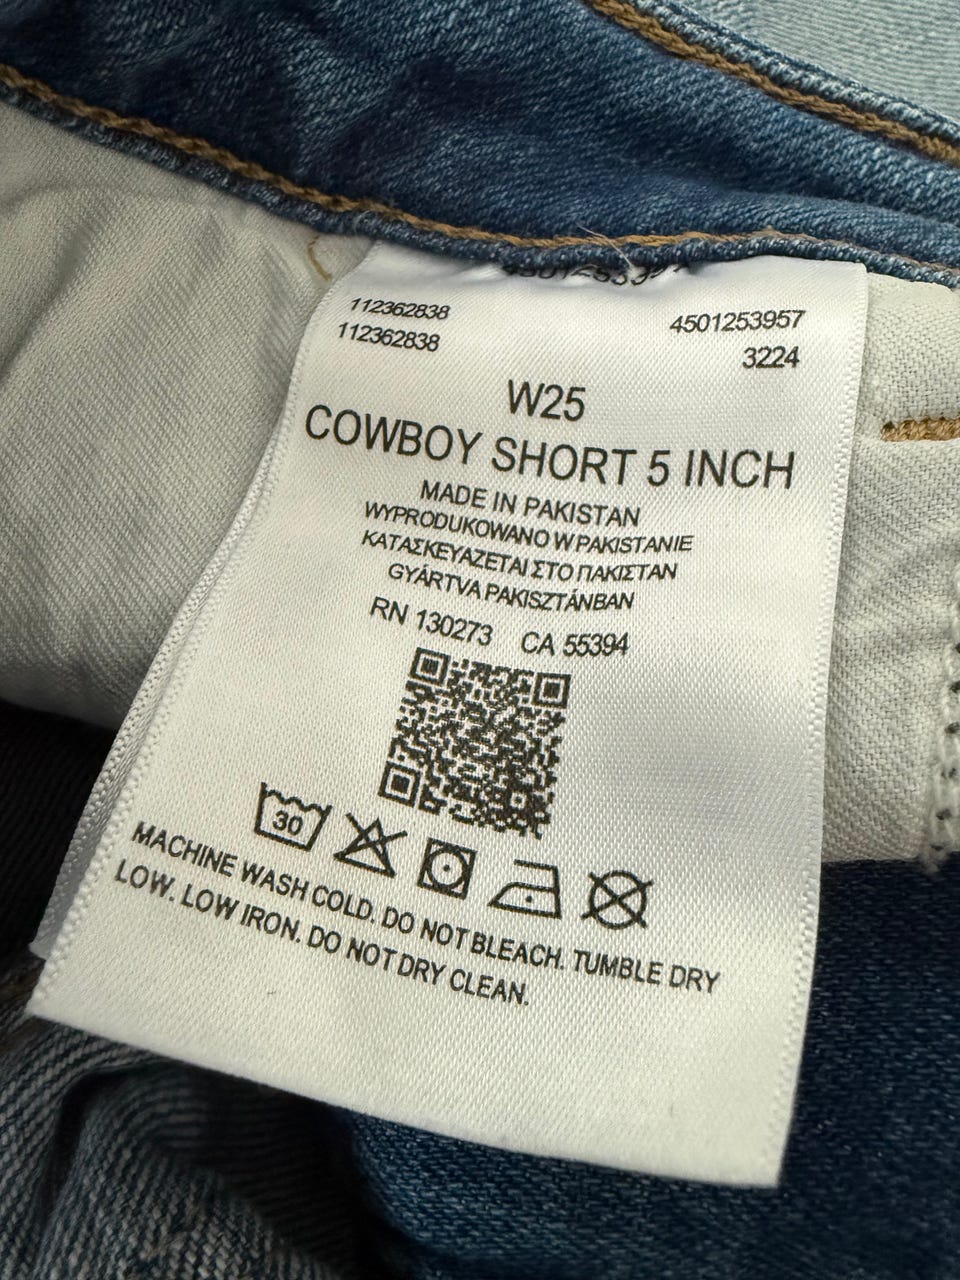 112362838
112362838
4501253957
3224
W25
COWBOY SHORT 5 INCH
MADE IN PAKISTAN
WYPRODUKOWANO W PAKISTANIE
ΚΑΤΑΣΚΕΥΑΖΕΤΑΙ ΣΤΟ ΠΑΚΙΣΤΑΝ
GYÁRTVA PAKISZTÁNBAN
RN 130273 CA 55394
30
MACHINE WASH COLD. DO NOT BLEACH. TUMBLE DRY
LOW. LOW IRON. DO NOT DRY CLEAN.